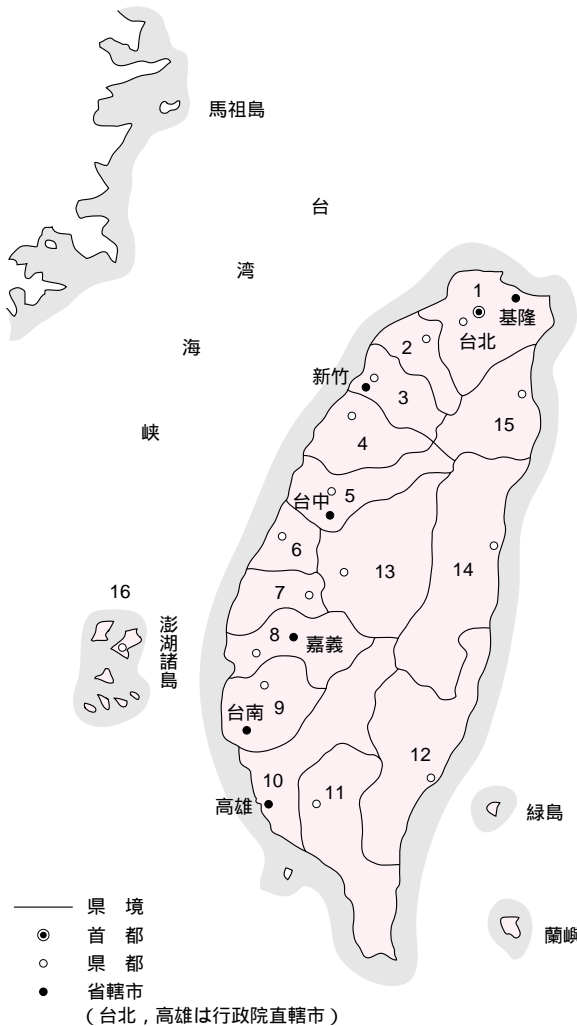 馬祖島
台
湾
海
峡
1
基隆
台北
2
新竹
3
15
4
5
台中
6
13
14
7
16
澎湖諸島
8
嘉義
9
台南
12
10
11
高雄
緑島
蘭嶼
県 境
首 都
県 都
省轄市
(台北,高雄は行政院直轄市)